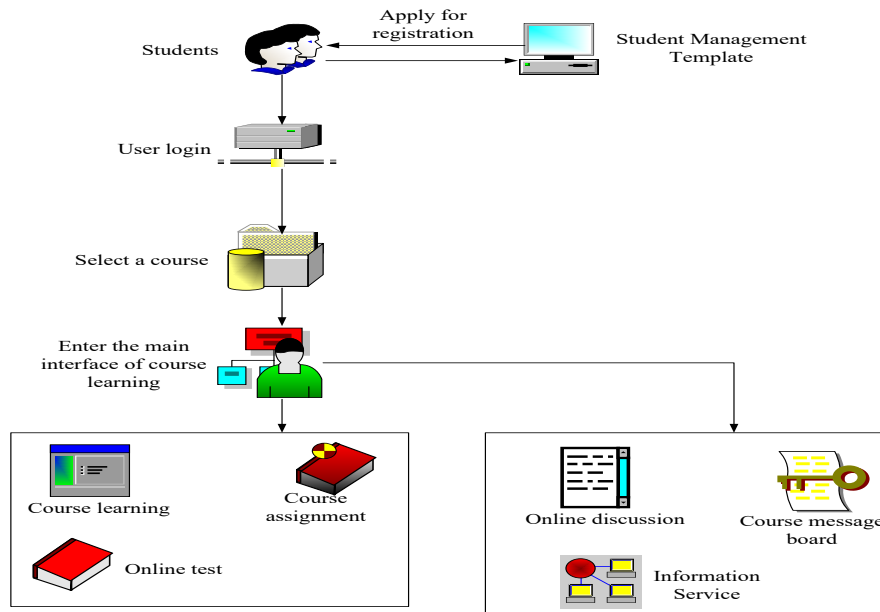 Apply for
registration
Students
Student Management
Template
User login
Select a course
Enter the main
interface of course
learning
Course learning
Course
assignment
Online test
Online discussion
Course message
board
Information
Service